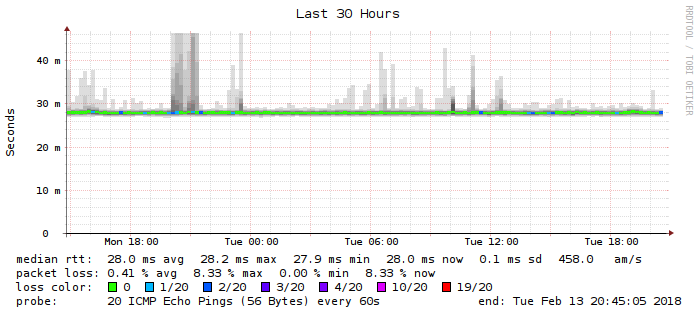 Last 30 Hours
RRDTOOL / TOBI OETIKER
Seconds
40 m
30 m
20 m
10 m
0
Mon 18:00 Tue 00:00 Tue 06:00 Tue 12:00 Tue 18:00
median rtt: 28.0 ms avg 28.2 ms max 27.9 ms min 28.0 ms now 0.1 ms sd 458.0 am/s
packet loss: 0.41 % avg 8.33 % max 0.00 % min 8.33 % now
loss color: 0 1/20 2/20 3/20 4/20 10/20 19/20
probe: 20 ICMP Echo Pings (56 Bytes) every 60s end: Tue Feb 13 20:45:05 2018